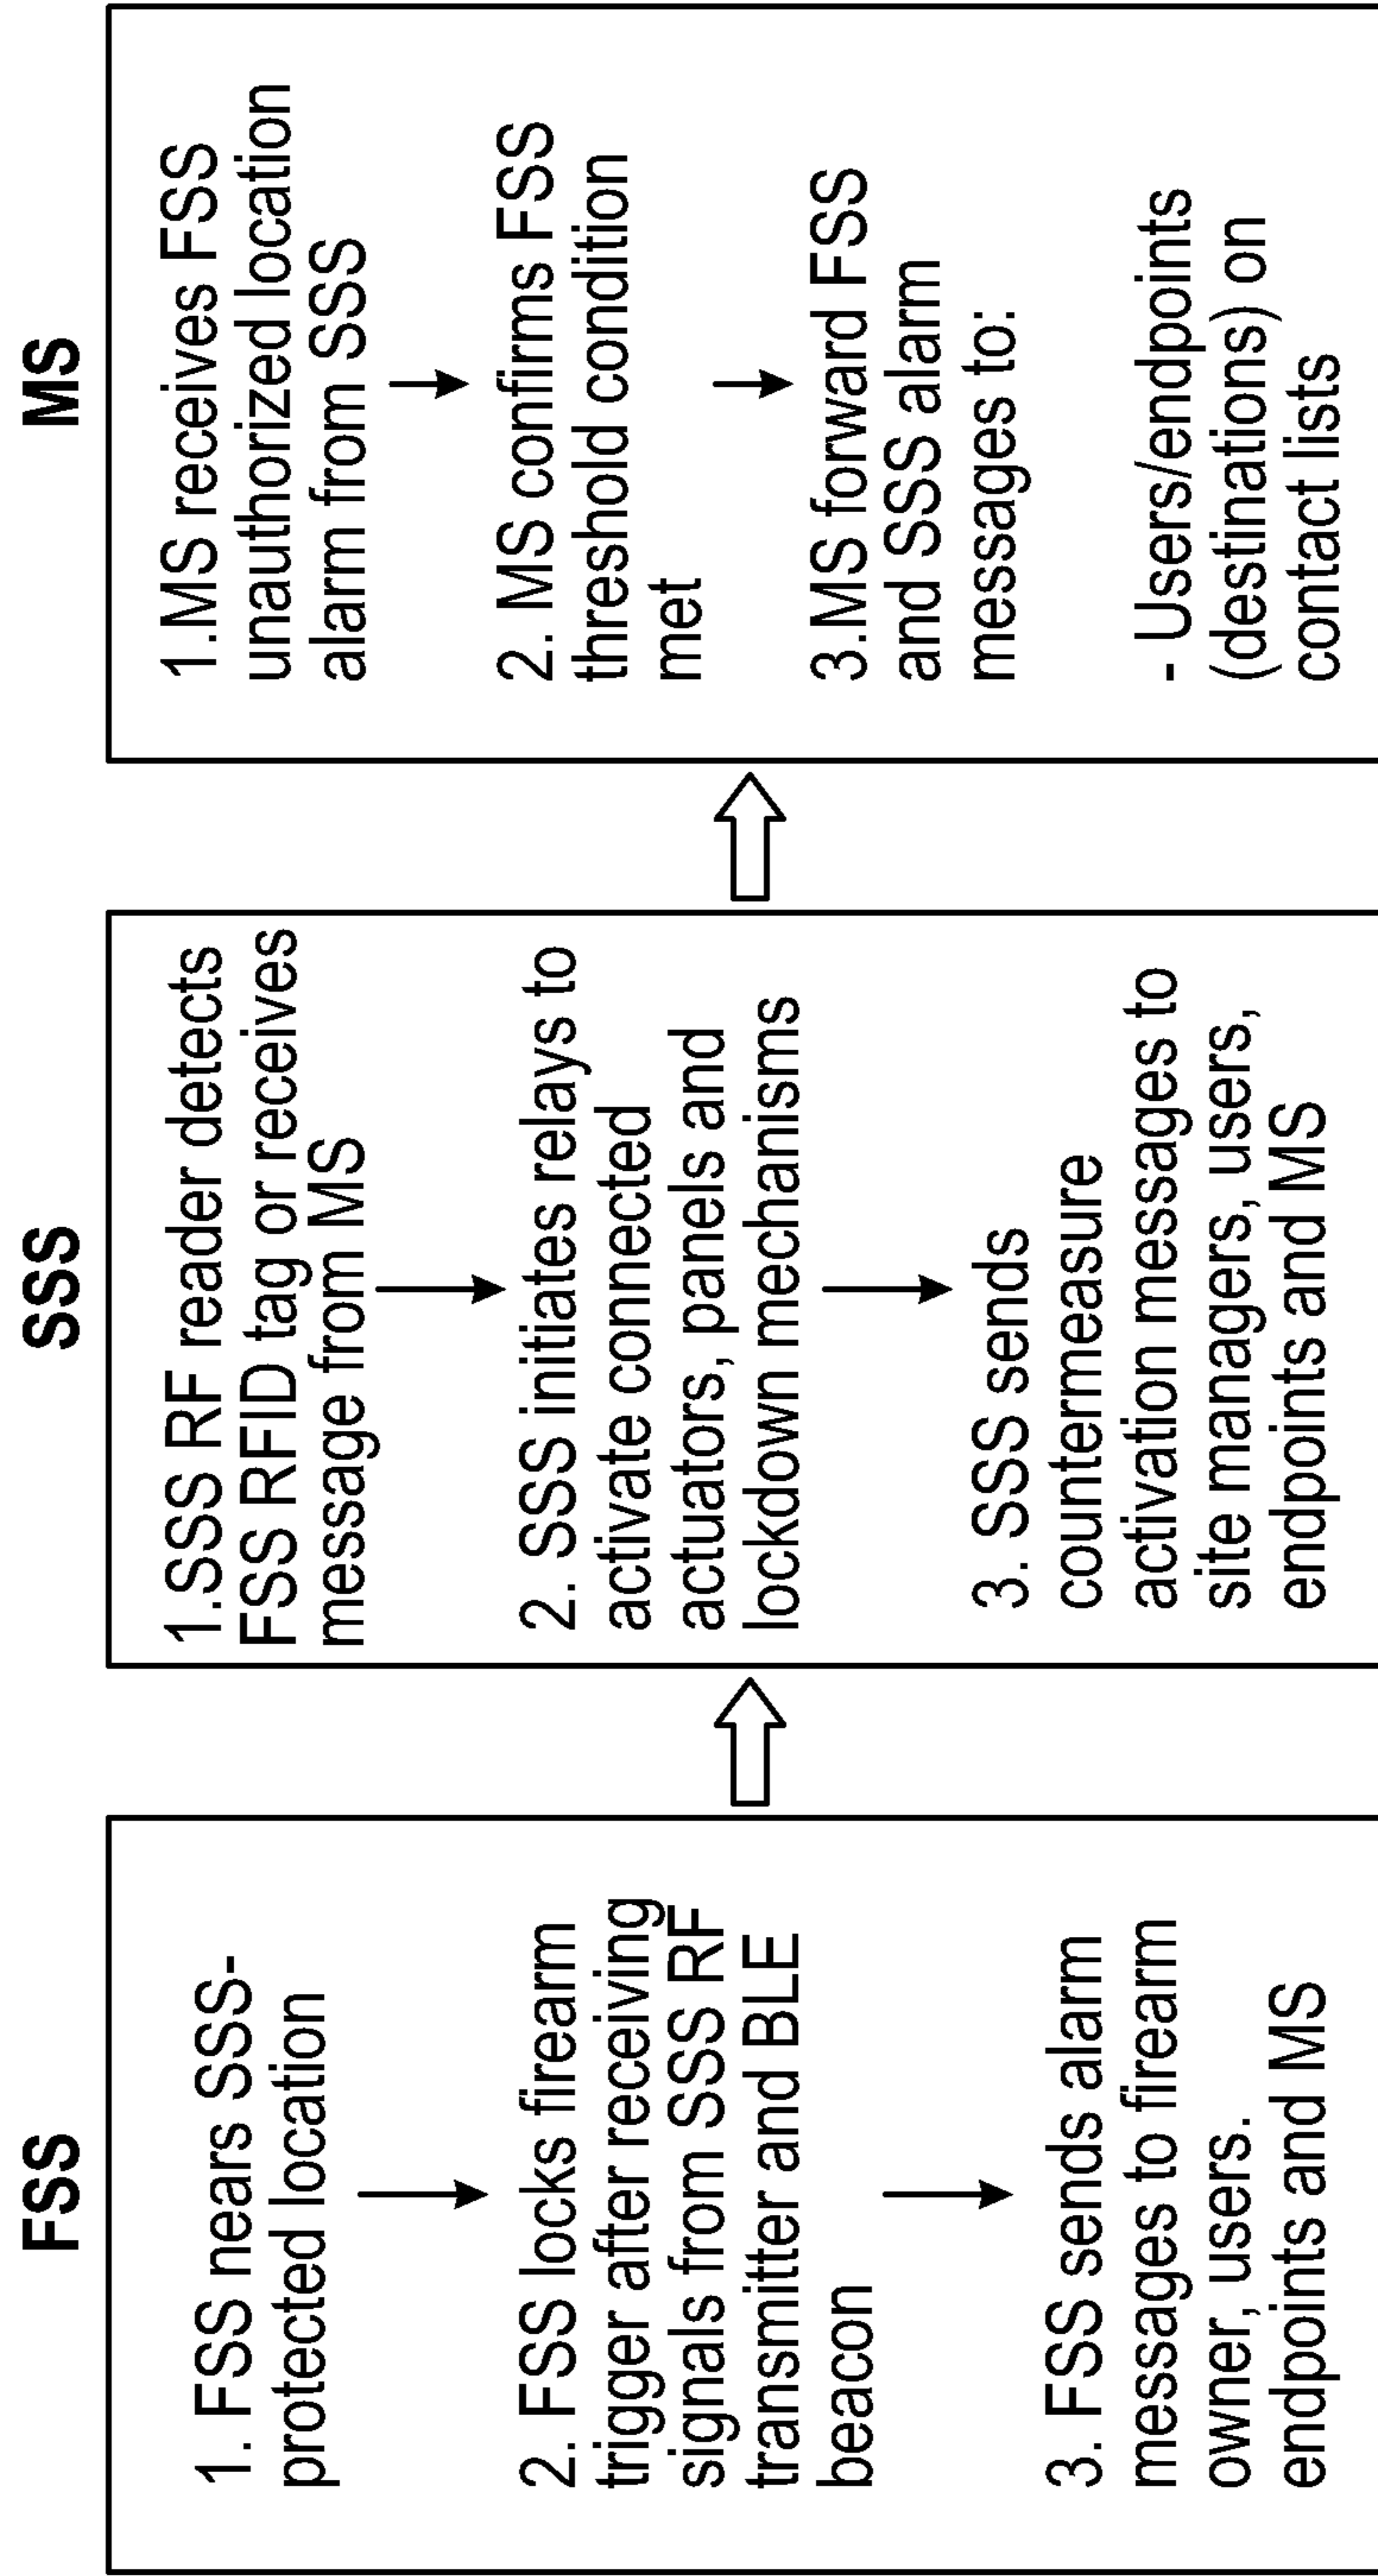 FSS
1. FSS nears SSS-
protected location
2. FSS locks firearm
trigger after receiving
signals from SSS RF
transmitter and BLE
beacon
3. FSS sends alarm
messages to firearm
owner, users.
endpoints and MS
SSS
1.SSS RF reader detects
FSS RFID tag or receives
message from MS
2. SSS initiates relays to
activate connected
actuators, panels and
lockdown mechanisms
3. SSS sends
countermeasure
activation messages to
site managers, users,
endpoints and MS
MS
1.MS receives FSS
unauthorized location
alarm from SSS
2. MS confirms FSS
threshold condition
met
3.MS forward FSS
and SSS alarm
messages to:
- Users/endpoints
(destinations) on
contact lists